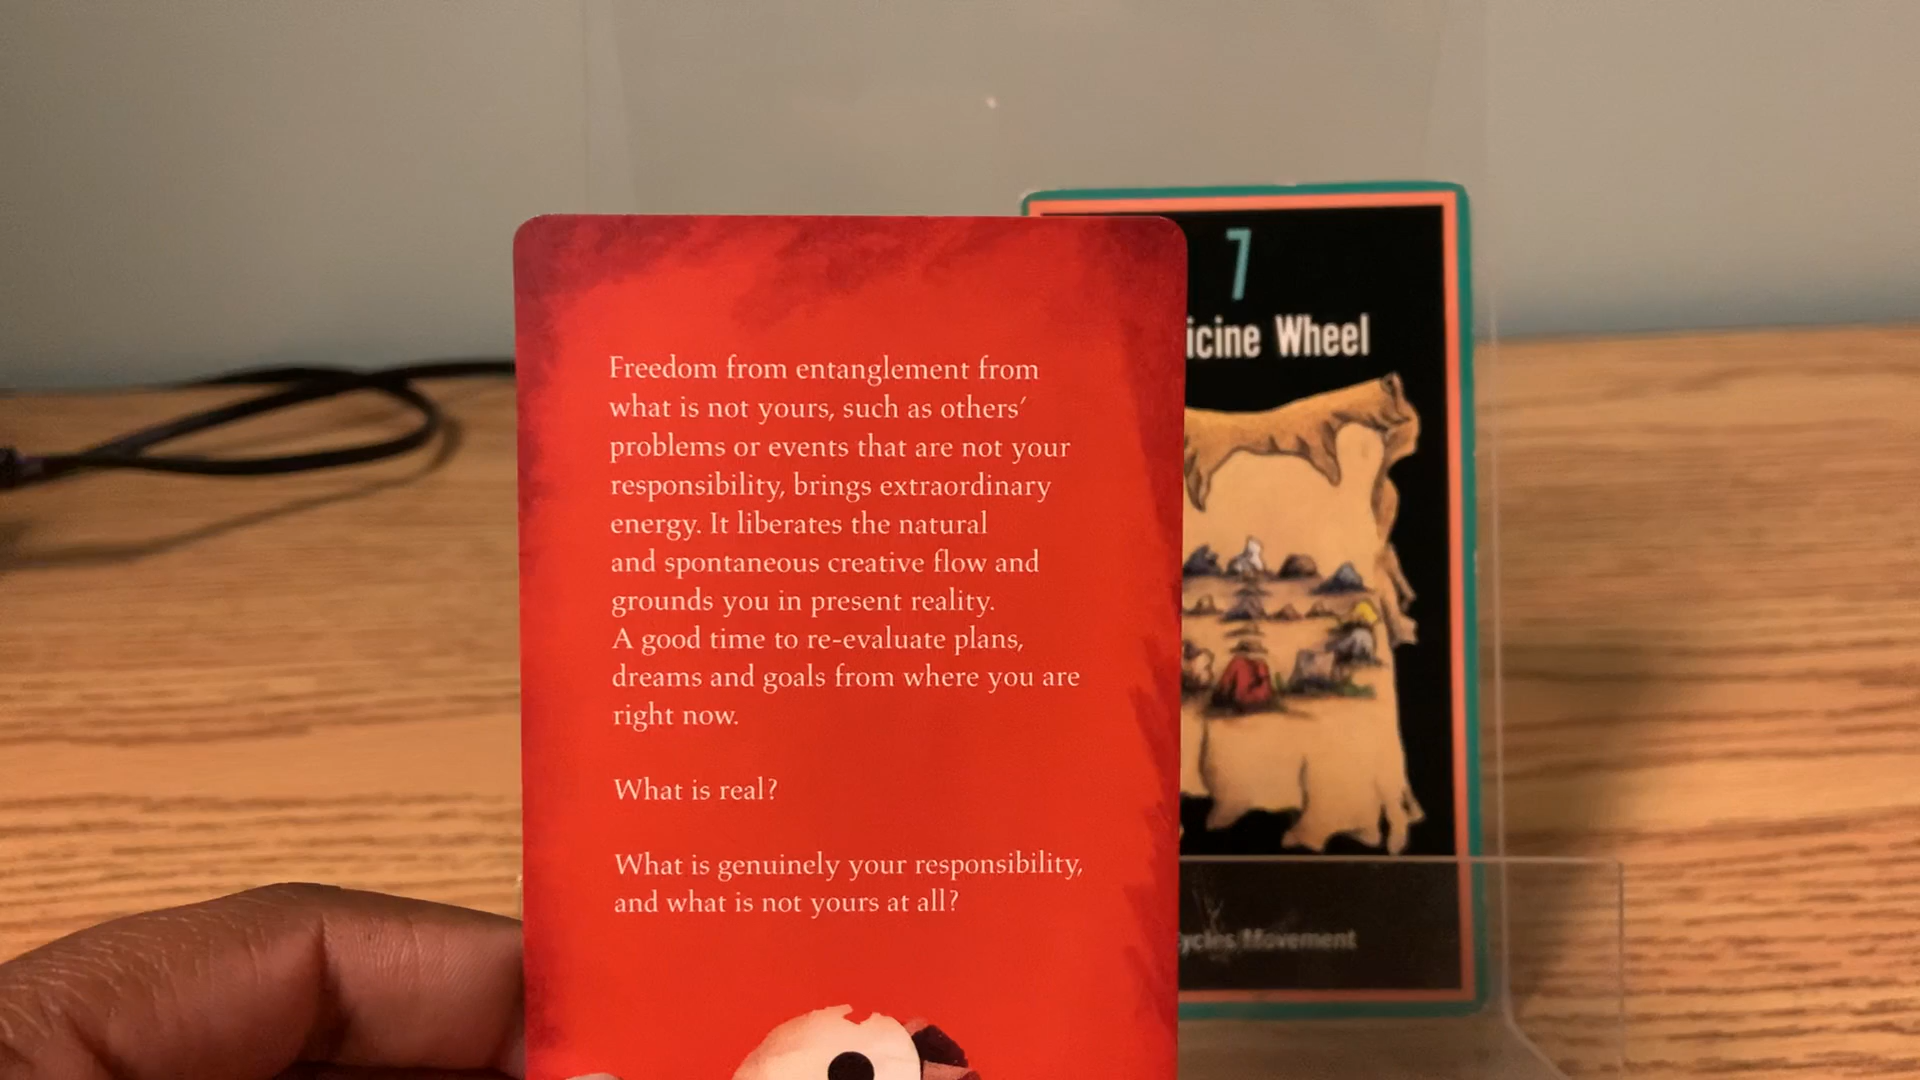 Freedom from entanglement from
what is not yours, such as others'
problems or events that are not your
responsibility, brings extraordinary
energy. It liberates the natural
and spontaneous creative flow and
grounds you in present reality.
A good time to re-evaluate plans,
dreams and goals from where you are
right now.
What is real?
What is genuinely your responsibility,
and what is not yours at all?
7
icine Wheel
ycles Movement